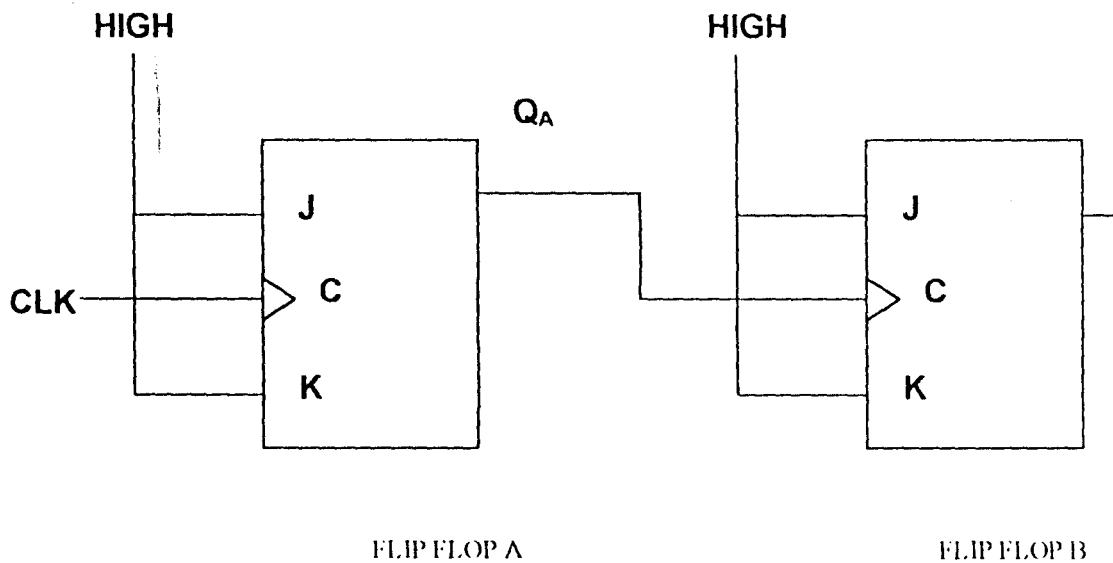 HIGH HIGH
QA
J J
CLK C C
K K
FLIP FLOP A FLIP FLOP B